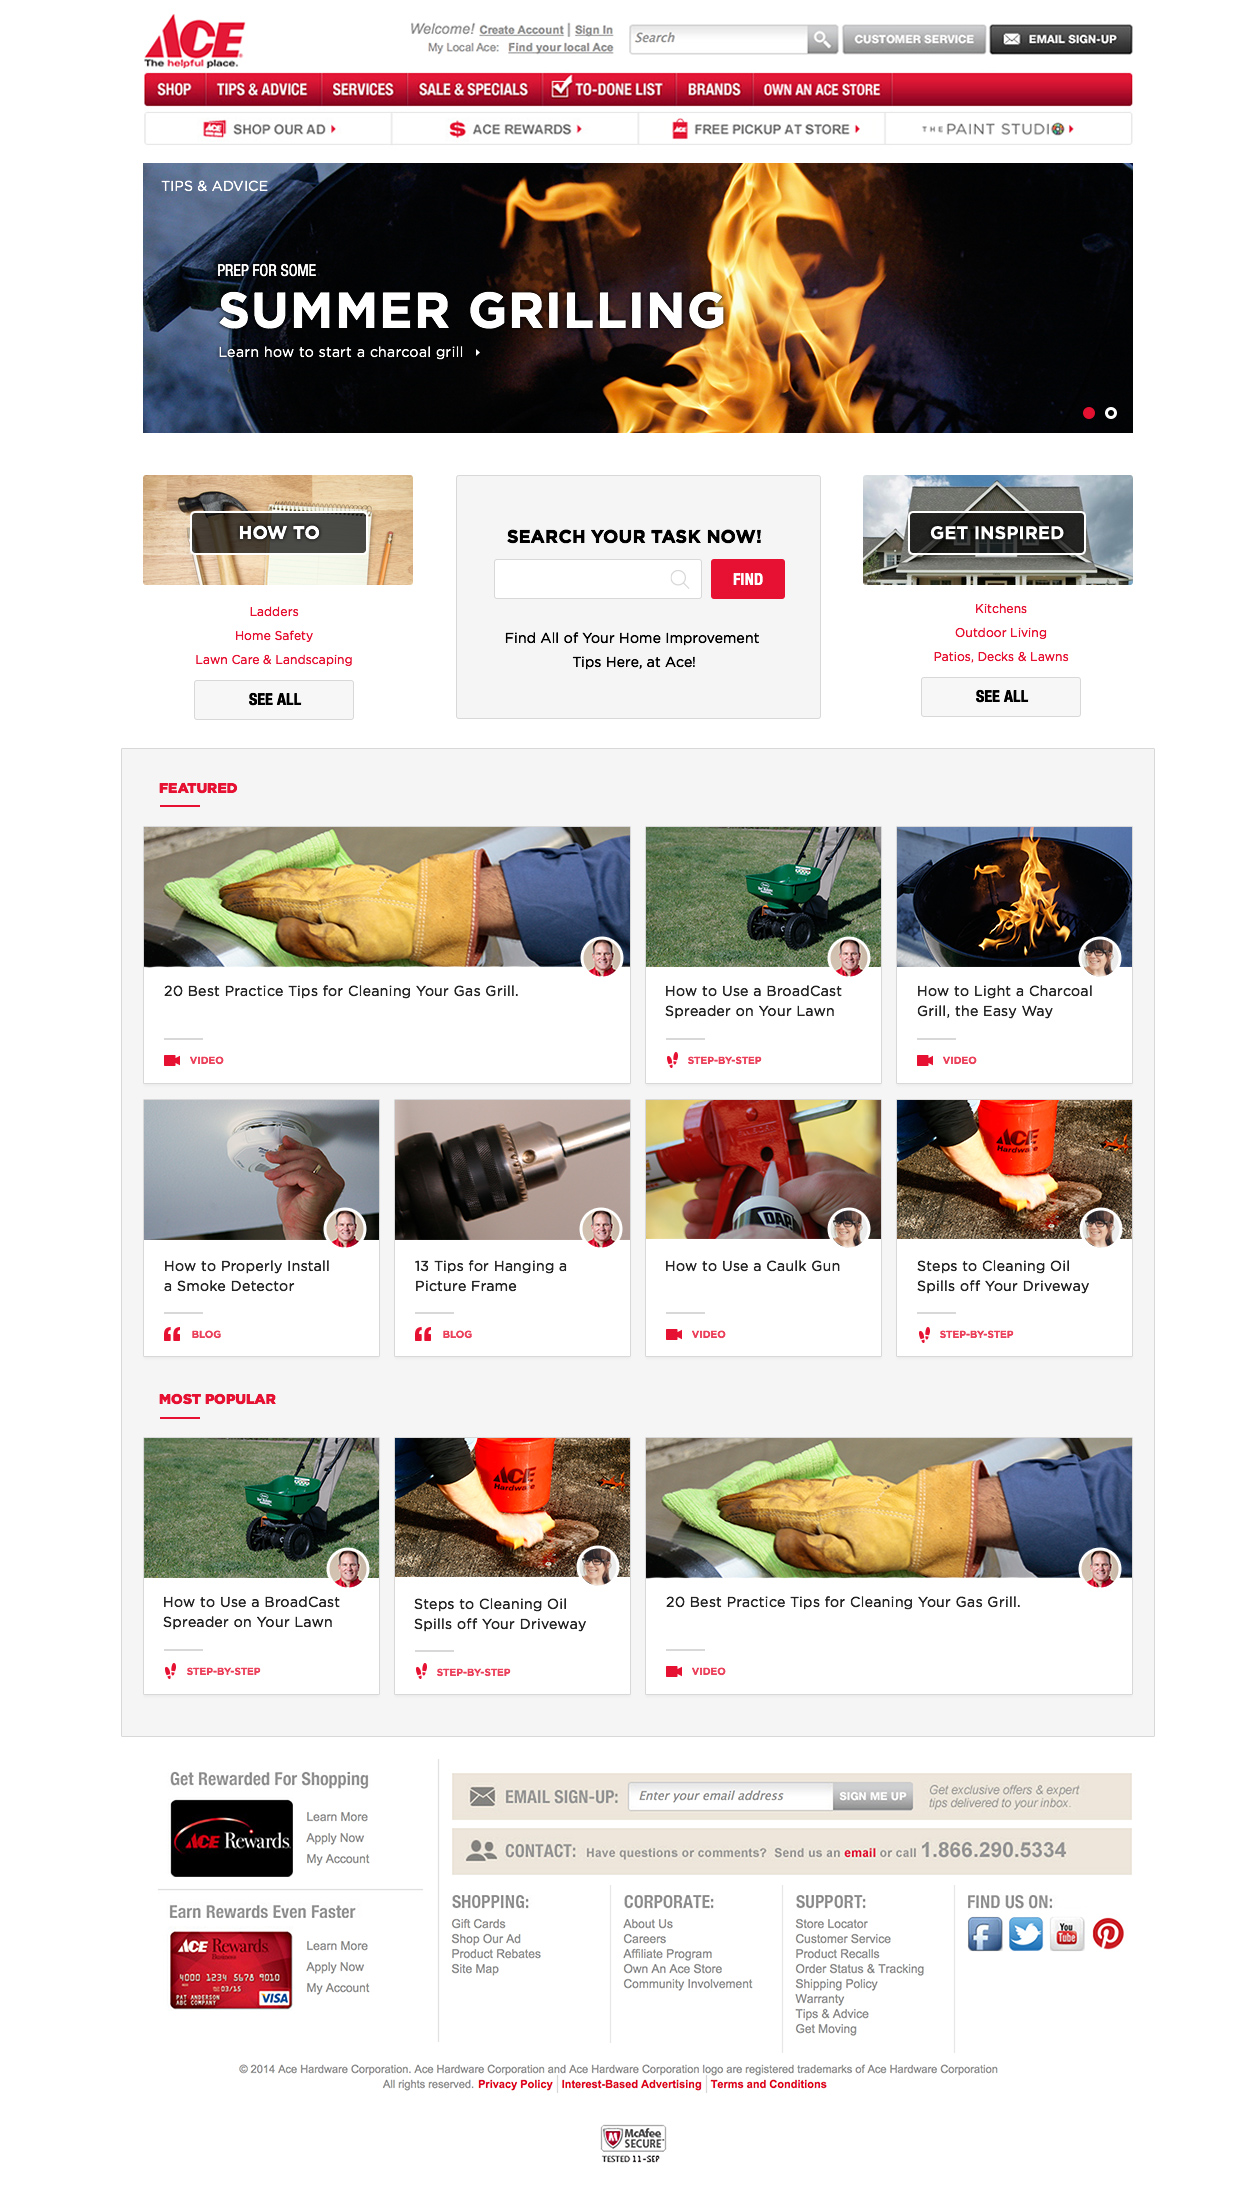 ACE
The helpful place.
Welcome! Create Account | Sign In
My Local Ace: Find your local Ace
Search
CUSTOMER SERVICE
EMAIL SIGN-UP
SHOP
TIPS & ADVICE
SERVICES
SALE & SPECIALS
TO-DONE LIST
BRANDS
OWN AN ACE STORE
SHOP OUR AD
ACE REWARDS
FREE PICKUP AT STORE
THE PAINT STUDIO
TIPS & ADVICE
PREP FOR SOME
SUMMER GRILLING
Learn how to start a charcoal grill
HOW TO
Ladders
Home Safety
Lawn Care & Landscaping
SEE ALL
SEARCH YOUR TASK NOW!
FIND
Find All of Your Home Improvement
Tips Here, at Ace!
GET INSPIRED
Kitchens
Outdoor Living
Patios, Decks & Lawns
SEE ALL
FEATURED
20 Best Practice Tips for Cleaning Your Gas Grill.
VIDEO
How to Use a BroadCast
Spreader on Your Lawn
STEP-BY-STEP
How to Light a Charcoal
Grill, the Easy Way
VIDEO
How to Properly Install
a Smoke Detector
BLOG
13 Tips for Hanging a
Picture Frame
BLOG
DAP
How to Use a Caulk Gun
VIDEO
ACE
Hardware
Steps to Cleaning Oil
Spills off Your Driveway
STEP-BY-STEP
MOST POPULAR
How to Use a BroadCast
Spreader on Your Lawn
STEP-BY-STEP
ACE
Hardware
Steps to Cleaning Oil
Spills off Your Driveway
STEP-BY-STEP
20 Best Practice Tips for Cleaning Your Gas Grill.
VIDEO
Get Rewarded For Shopping
ACE Rewards
Learn More
Apply Now
My Account
Earn Rewards Even Faster
ACE Rewards
Business
4000 1234 5678 9010
03/15
PAT ANDERSON
ABC COMPANY
VISA
Learn More
Apply Now
My Account
EMAIL SIGN-UP:
Enter your email address
SIGN ME UP
Get exclusive offers & expert
tips delivered to your inbox.
CONTACT: Have questions or comments? Send us an email or call 1.866.290.5334
SHOPPING:
Gift Cards
Shop Our Ad
Product Rebates
Site Map
CORPORATE:
About Us
Careers
Affiliate Program
Own An Ace Store
Community Involvement
SUPPORT:
Store Locator
Customer Service
Product Recalls
Order Status & Tracking
Shipping Policy
Warranty
Tips & Advice
Get Moving
FIND US ON:
You
Tube
© 2014 Ace Hardware Corporation. Ace Hardware Corporation and Ace Hardware Corporation logo are registered trademarks of Ace Hardware Corporation
All rights reserved. Privacy Policy | Interest-Based Advertising | Terms and Conditions
McAfee
SECURE
TESTED 11-SEP